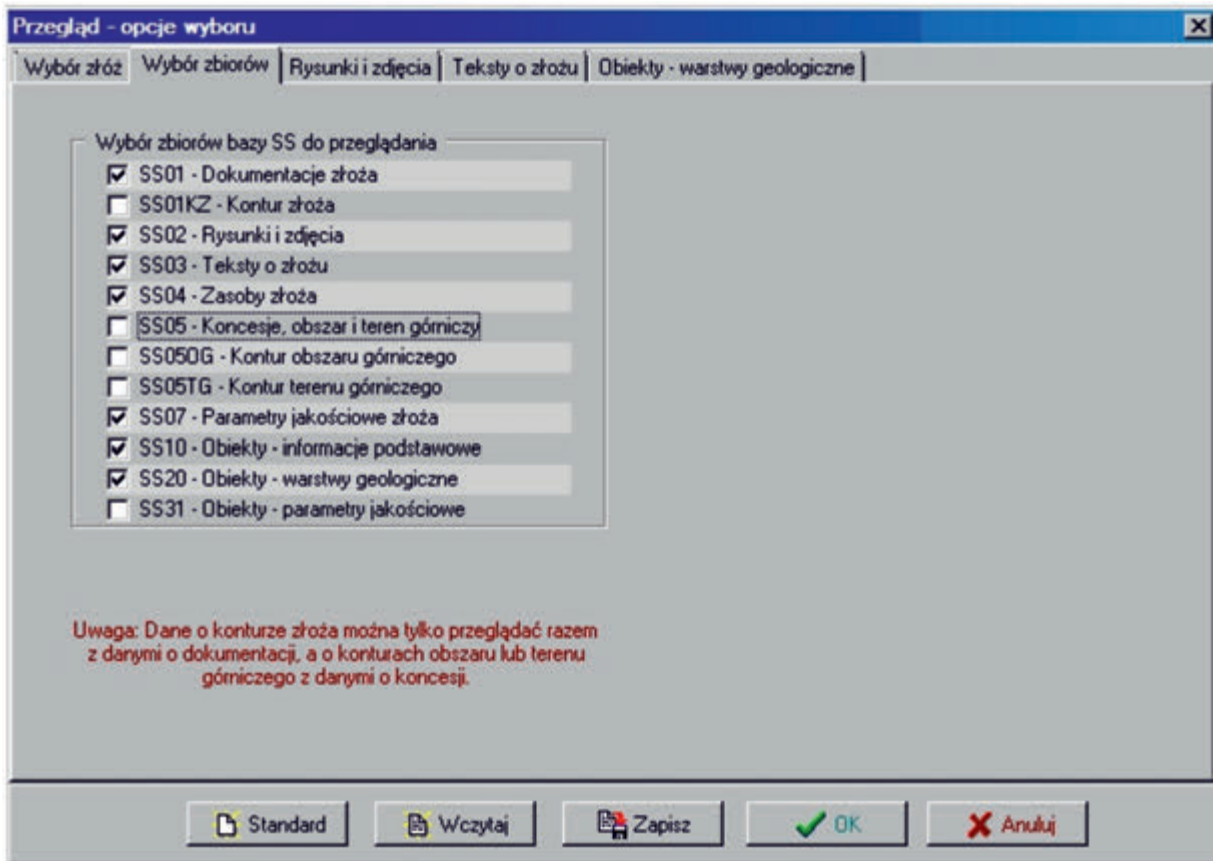 Przegląd - opcje wyboru
Wybór złóż
Wybór zbiorów
Rysunki i zdjęcia
Teksty o złożu
Obiekty - warstwy geologiczne
Wybór zbiorów bazy SS do przeglądania
SS01 - Dokumentacje złoża
SS01KZ - Kontur złoża
SS02 - Rysunki i zdjęcia
SS03 - Teksty o złożu
SS04 - Zasoby złoża
SS05 - Koncesje, obszar i teren górniczy
SS05OG - Kontur obszaru górniczego
SS05TG - Kontur terenu górniczego
SS07 - Parametry jakościowe złoża
SS10 - Obiekty - informacje podstawowe
SS20 - Obiekty - warstwy geologiczne
SS31 - Obiekty - parametry jakościowe
Uwaga: Dane o konturze złoża można tylko przeglądać razem
z danymi o dokumentacji, a o konturach obszaru lub terenu
górniczego z danymi o koncesji.
Standard
Wczytaj
Zapisz
OK
Anuluj